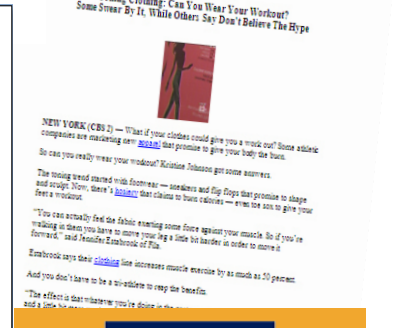 Clothing: Can You Wear Your Workout?
Some Swear By It, While Others Say Don't Believe The Hype
NEW YORK (CBS 2) — What if your clothes could give you a work out? Some athletic
companies are marketing new apparel that promise to give your body the burn.
So can you really wear your workout? Kristine Johnson got some answers.
The toning trend started with footwear — sneakers and flip flops that promise to shape
and sculpt. Now, there's hosiery that claims to burn calories — even toe sox to give your
feet a workout.
"You can actually feel the fabric exerting some force against your muscle. So if you're
walking in them you have to move your leg a little bit harder in order to move it
forward," said Jennifer Estabrook of Fila.
Estabrook says their clothing line increases muscle exercise by as much as 50 percent.
And you don't have to be a tri-athlete to reap the benefits.
"The effect is that whatever you're doing in the
and a little bit more